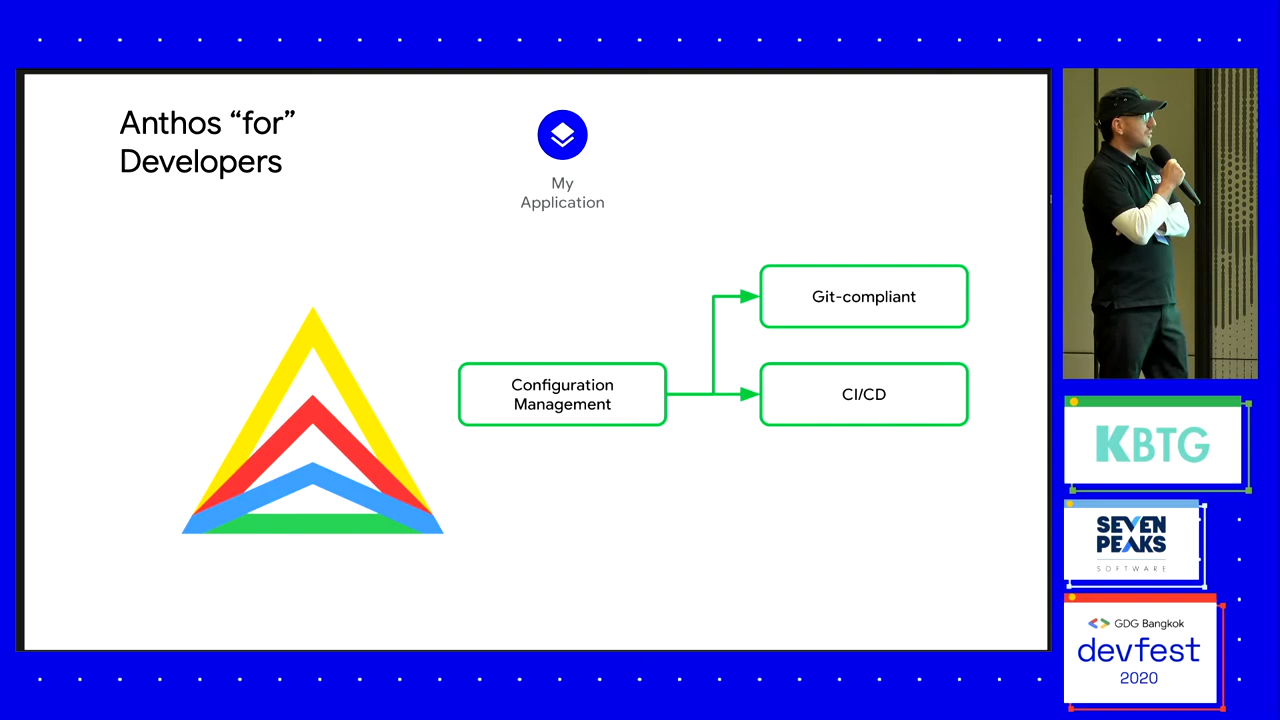 Anthos “for”
Developers
My
Application
Git-compliant
Configuration
Management
CI/CD
KBTG
SEVEN
PEAKS
SOFTWARE
GDG Bangkok
devfest
2020